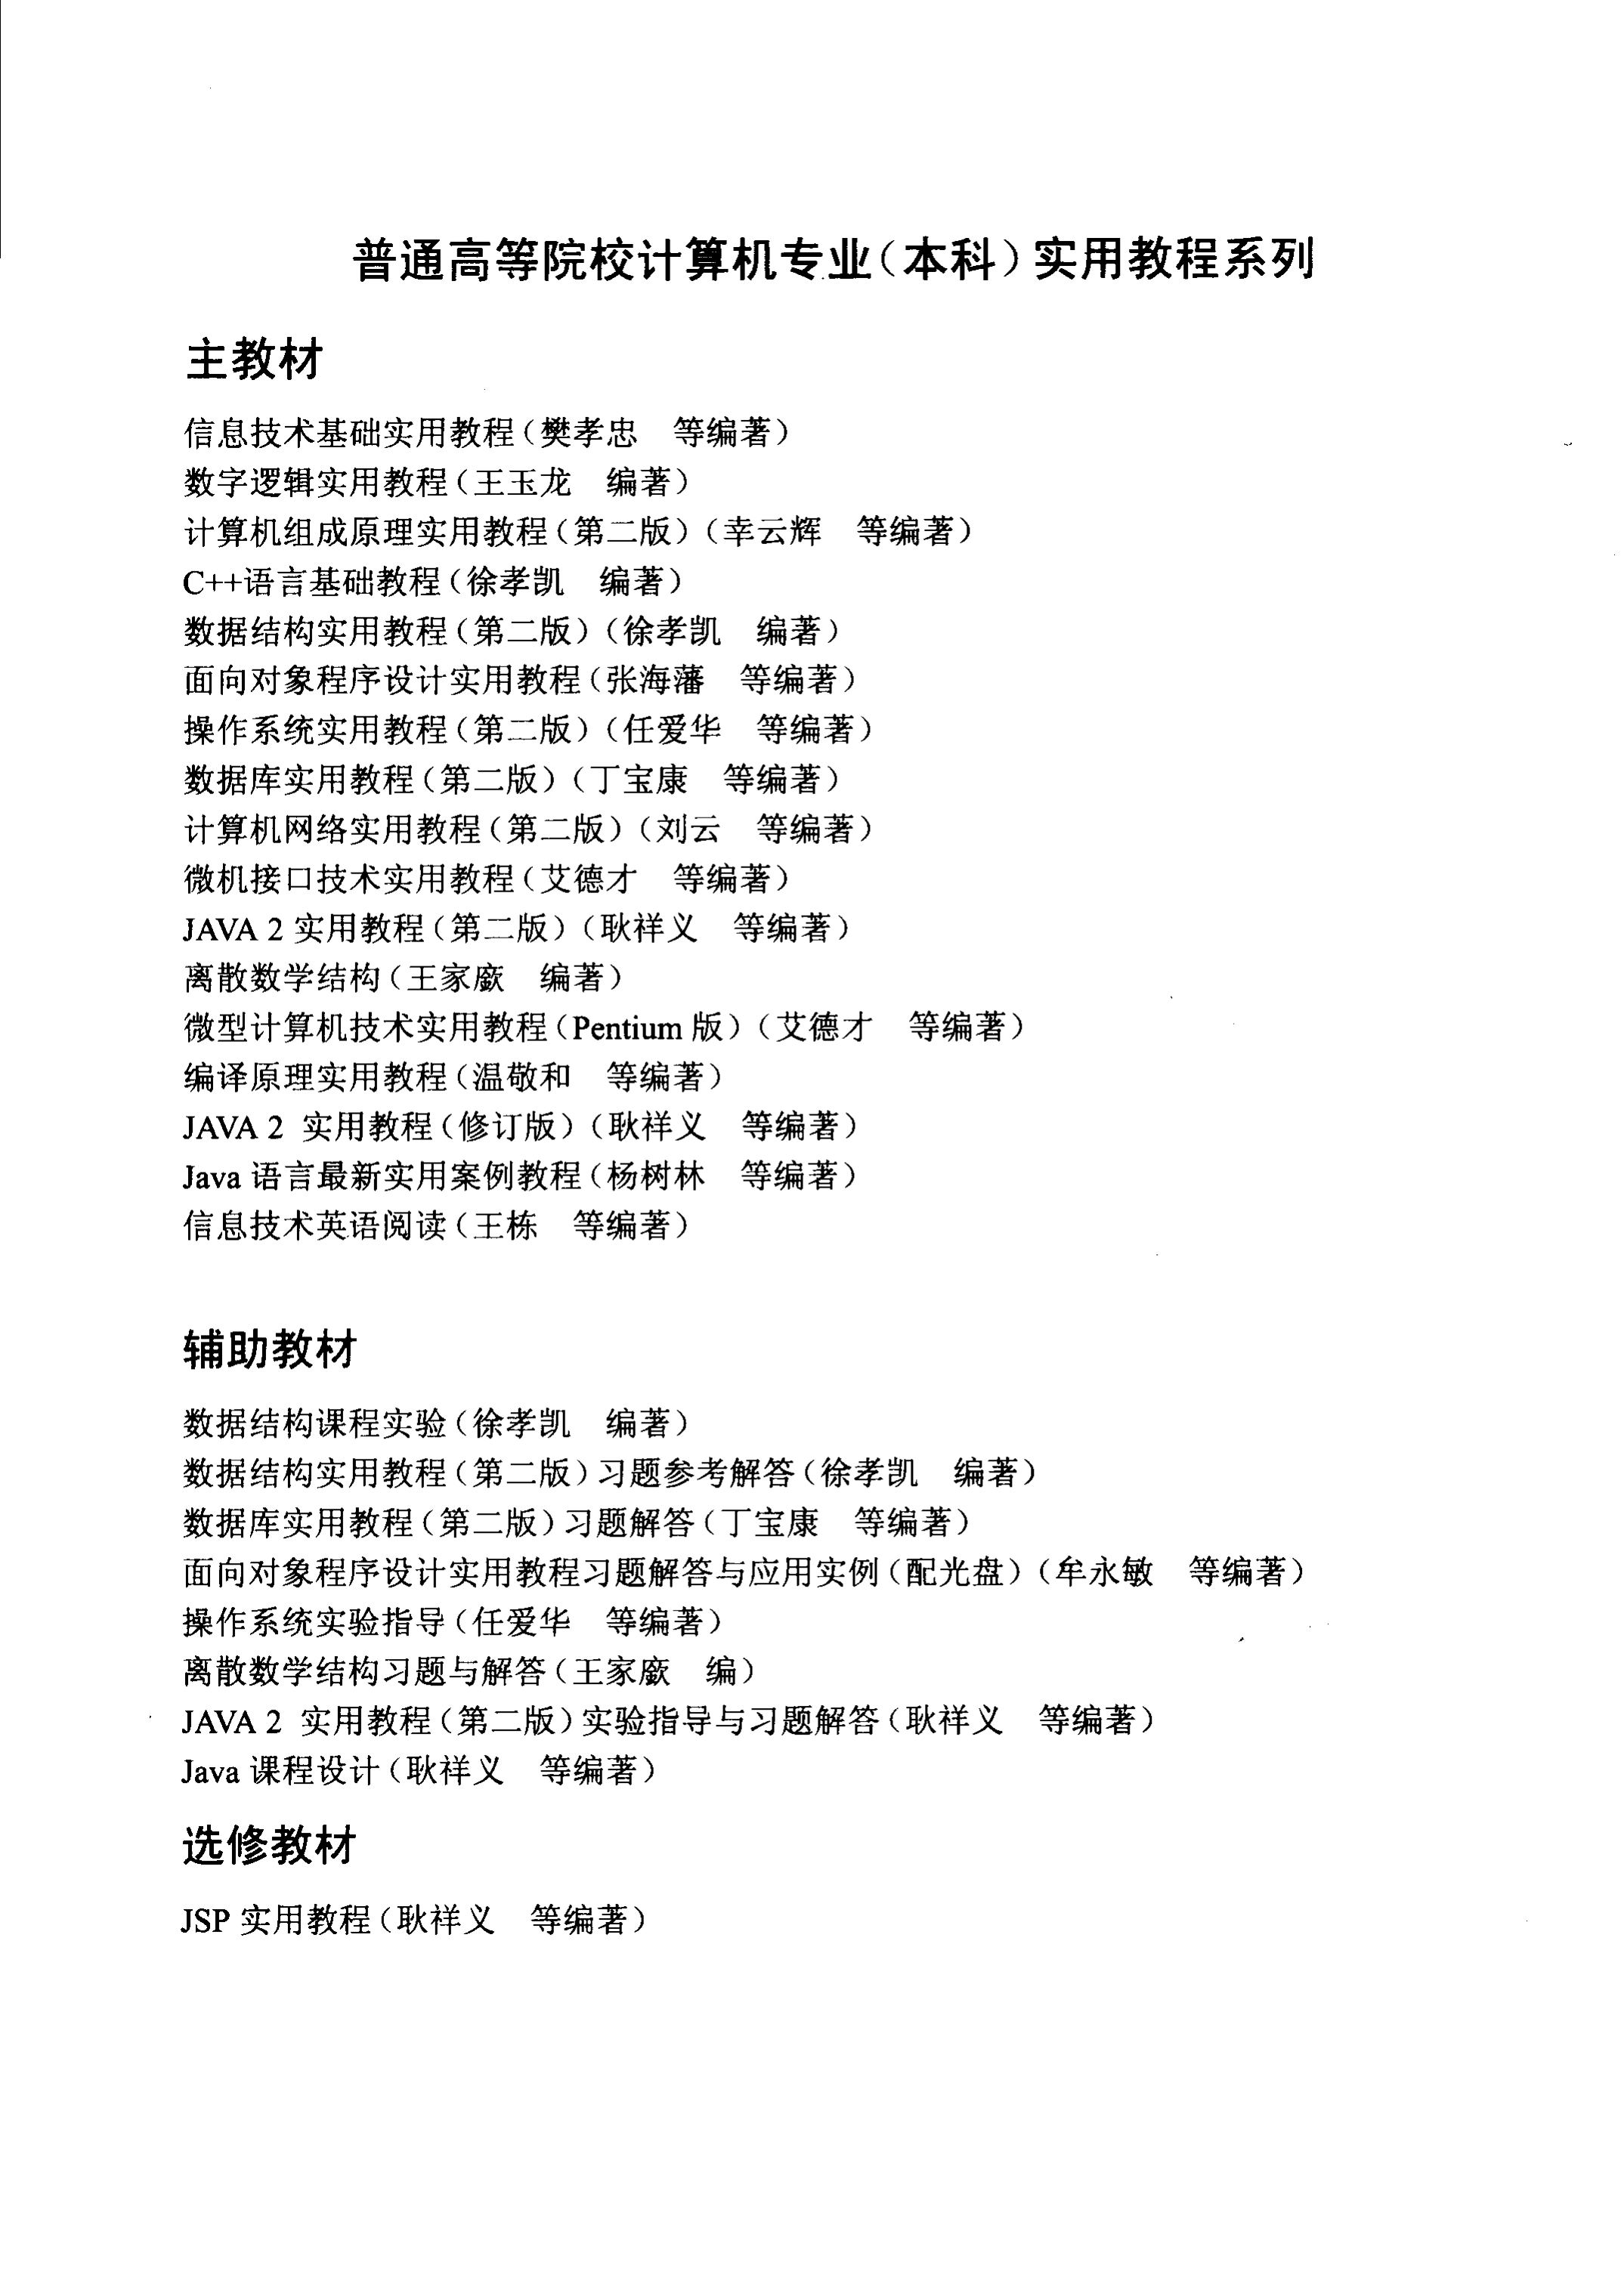 普通高等院校计算机专业(本科)实用教程系列
主教材
信息技术基础实用教程(樊孝忠　等编著)
数字逻辑实用教程(王玉龙　编著)
计算机组成原理实用教程(第二版)(幸云辉　等编著)
C++语言基础教程(徐孝凯　编著)
数据结构实用教程(第二版)(徐孝凯　编著)
面向对象程序设计实用教程(张海藩　等编著)
操作系统实用教程(第二版)(任爱华　等编著)
数据库实用教程(第二版)(丁宝康　等编著)
计算机网络实用教程(第二版)(刘云　等编著)
微机接口技术实用教程(艾德才　等编著)
JAVA 2 实用教程(第二版)(耿祥义　等编著)
离散数学结构(王家廞　编著)
微型计算机技术实用教程(Pentium 版)(艾德才　等编著)
编译原理实用教程(温敬和　等编著)
JAVA 2 实用教程(修订版)(耿祥义　等编著)
Java 语言最新实用案例教程(杨树林　等编著)
信息技术英语阅读(王栋　等编著)
辅助教材
数据结构课程实验(徐孝凯　编著)
数据结构实用教程(第二版)习题参考解答(徐孝凯　编著)
数据库实用教程(第二版)习题解答(丁宝康　等编著)
面向对象程序设计实用教程习题解答与应用实例(配光盘)(牟永敏　等编著)
操作系统实验指导(任爱华　等编著)
离散数学结构习题与解答(王家廞　编)
JAVA 2 实用教程(第二版)实验指导与习题解答(耿祥义　等编著)
Java 课程设计(耿祥义　等编著)
选修教材
JSP 实用教程(耿祥义　等编著)